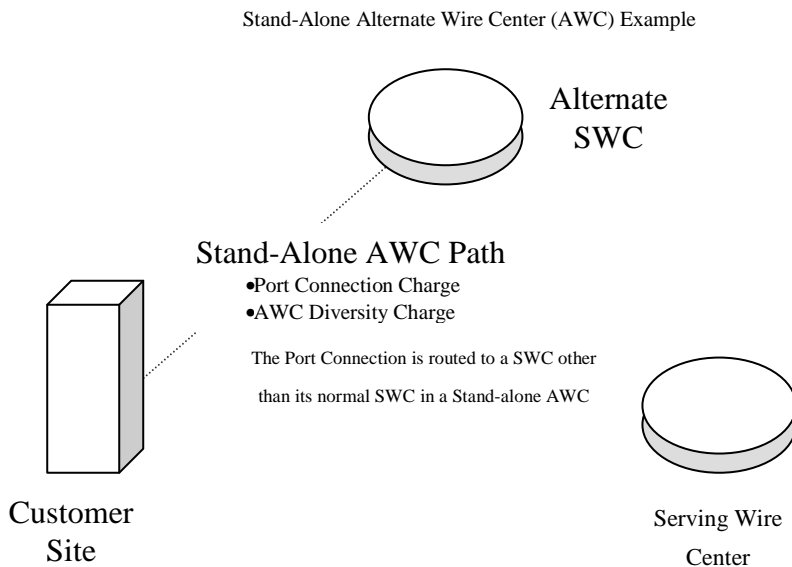 Stand-Alone Alternate Wire Center (AWC) Example
Alternate
SWC
Stand-Alone AWC Path
•Port Connection Charge
•AWC Diversity Charge
The Port Connection is routed to a SWC other
than its normal SWC in a Stand-alone AWC
Customer
Site
Serving Wire
Center